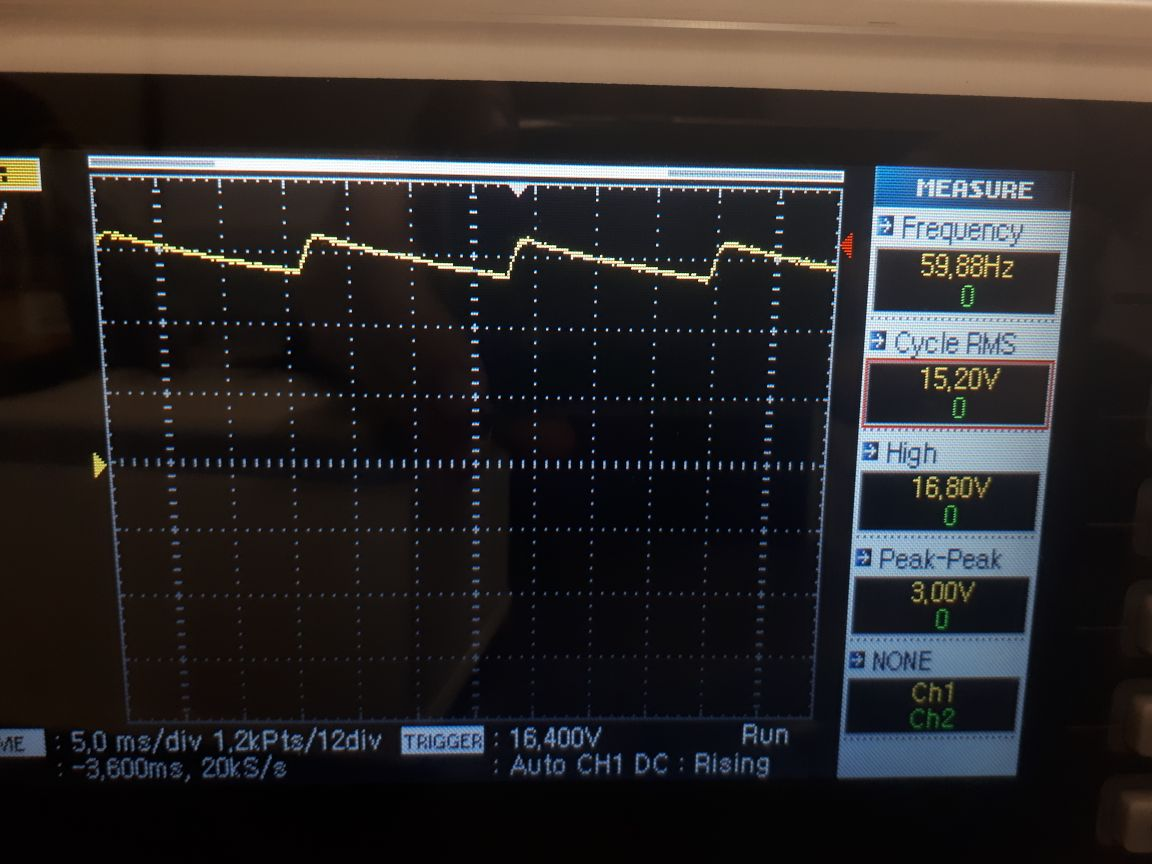 MEASURE
Frequency
59,88Hz
0
Cycle RMS
15,20V
0
High
16,80V
0
Peak-Peak
3,00V
0
NONE
Ch1
Ch2
: 5,0 ms/div 1,2kPts/12div
: -3,600ms, 20kS/s
TRIGGER : 16,400V Run
: Auto CH1 DC : Rising